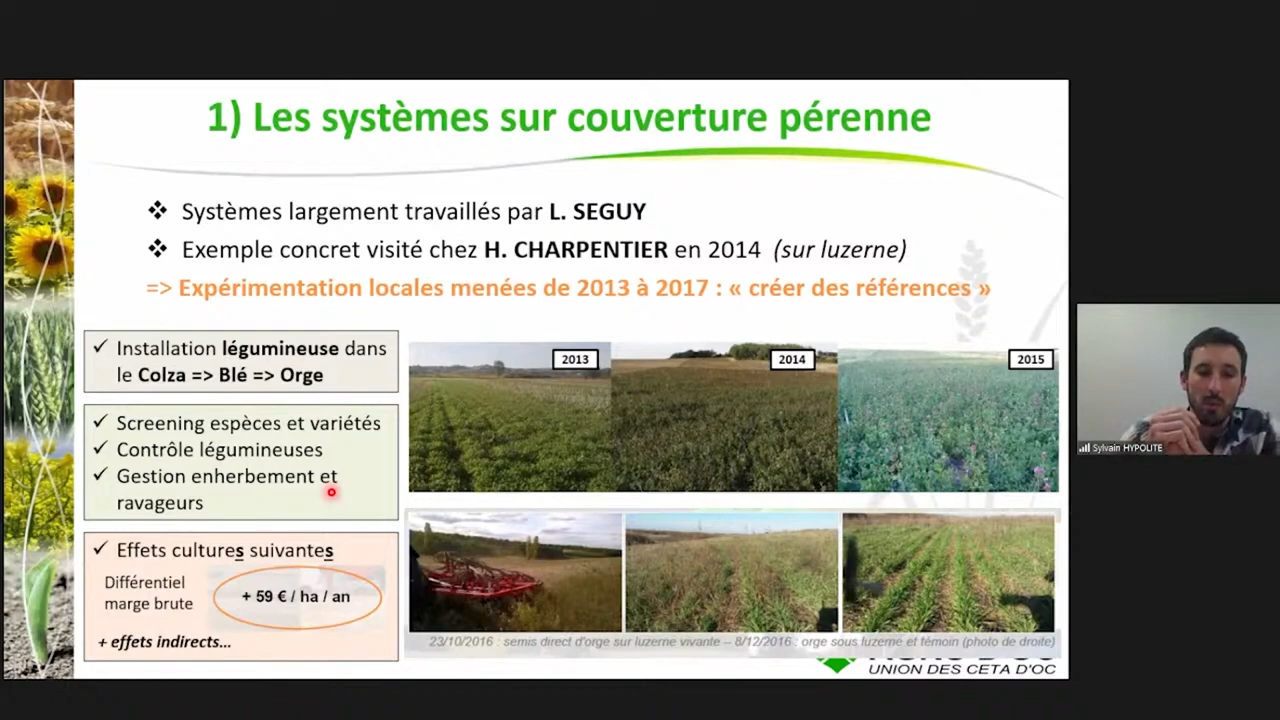 1) Les systèmes sur couverture pérenne
❖ Systèmes largement travaillés par L. SEGUY
❖ Exemple concret visité chez H. CHARPENTIER en 2014 (sur luzerne)
=> Expérimentation locales menées de 2013 à 2017 : « créer des références »
✓ Installation légumineuse dans
le Colza => Blé => Orge
✓ Screening espèces et variétés
✓ Contrôle légumineuses
✓ Gestion enherbement et
ravageurs
✓ Effets cultures suivantes
Différentiel
marge brute
+ 59 € / ha / an
+ effets indirects...
2013
2014
2015
23/10/2016 : semis direct d'orge sur luzerne vivante – 8/12/2016 : orge sous luzerne et témoin (photo de droite)
UNION DES CETA D'OC
Sylvain HYPOLITE